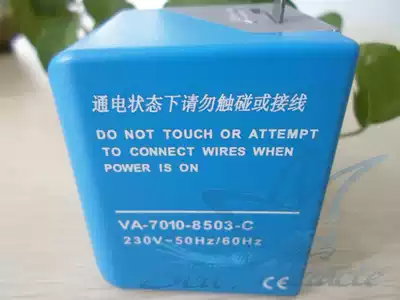 通电状态下请勿触碰或接线
DO NOT TOUCH OR ATTEMPT
TO CONNECT WIRES WHEN
POWER IS ON
VA-7010-8503-C
230V~50Hz/60Hz
CE